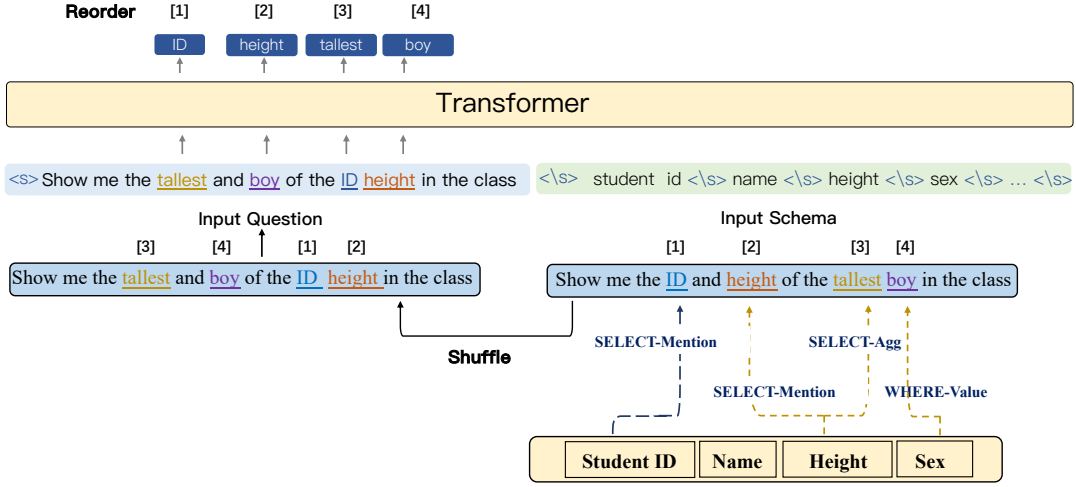 Reorder [1] [2] [3] [4]
ID height tallest boy
Transformer
<s> Show me the tallest and boy of the ID height in the class
<\s> student id <\s> name <\s> height <\s> sex <\s> ... <\s>
Input Question
Input Schema
[3] [4] [1] [2]
Show me the tallest and boy of the ID height in the class
[1] [2] [3] [4]
Show me the ID and height of the tallest boy in the class
Shuffle
SELECT-Mention SELECT-Agg
SELECT-Mention WHERE-Value
Student ID Name Height Sex